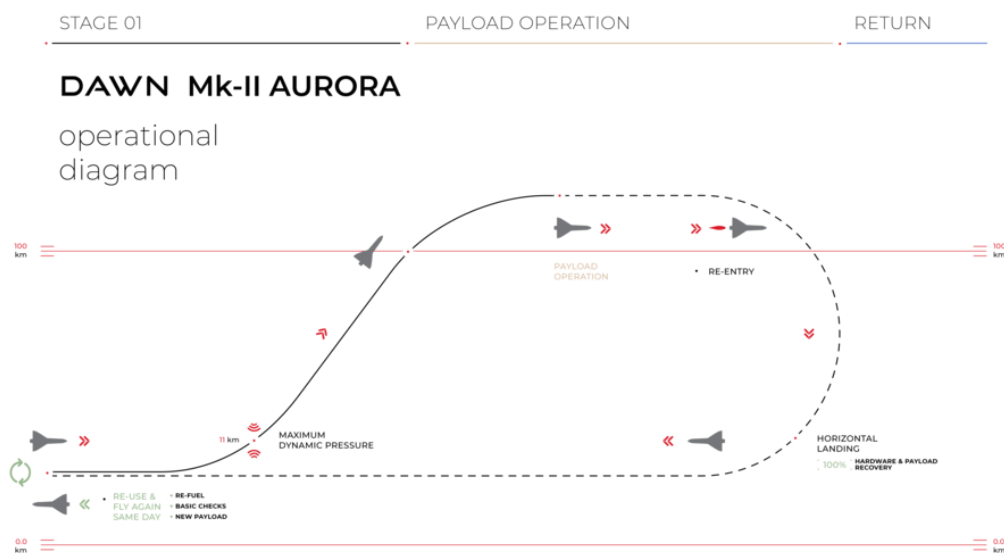 STAGE 01
PAYLOAD OPERATION
RETURN
DAWN Mk-II AURORA
operational
diagram
100
km
100
km
PAYLOAD
OPERATION
• RE-ENTRY
11 km
MAXIMUM
DYNAMIC PRESSURE
HORIZONTAL
LANDING
100%
HARDWARE & PAYLOAD
RECOVERY
• RE-USE &
FLY AGAIN
SAME DAY
• RE-FUEL
• BASIC CHECKS
• NEW PAYLOAD
0.0
km
0.0
km